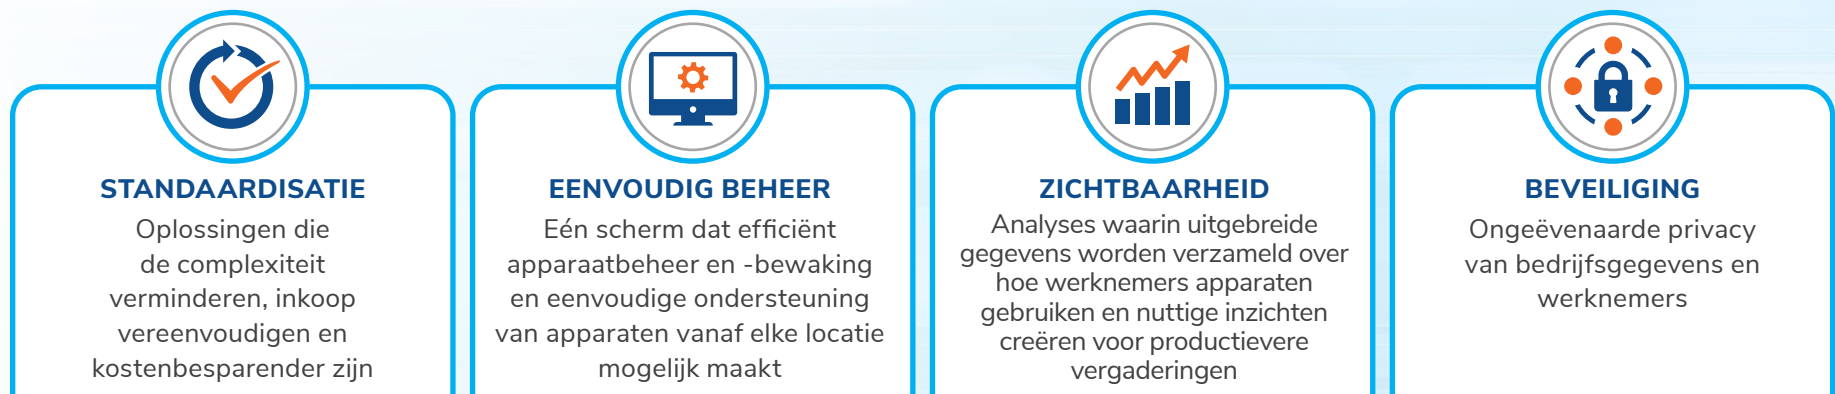 STANDAARDISATIE
Oplossingen die
de complexiteit
verminderen, inkoop
vereenvoudigen en
kostenbesparender zijn
EENVOUDIG BEHEER
Eén scherm dat efficiënt
apparaatbeheer en -bewaking
en eenvoudige ondersteuning
van apparaten vanaf elke locatie
mogelijk maakt
ZICHTBAARHEID
Analyses waarin uitgebreide
gegevens worden verzameld over
hoe werknemers apparaten
gebruiken en nuttige inzichten
creëren voor productievere
vergaderingen
BEVEILIGING
Ongeëvenaarde privacy
van bedrijfsgegevens en
werknemers